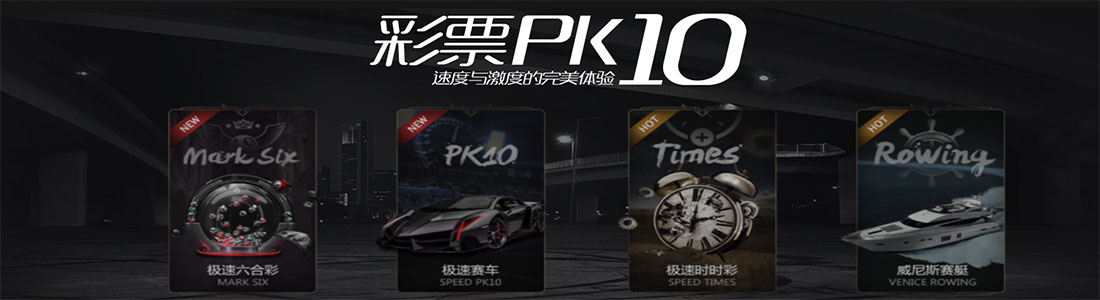 彩票PK10
速度与激度的完美体验
NEW
Mark Six
极速六合彩
MARK SIX
NEW
PK10
极速赛车
SPEED PK10
HOT
Times
极速时时彩
SPEED TIMES
HOT
Rowing
威尼斯赛艇
VENICE ROWING